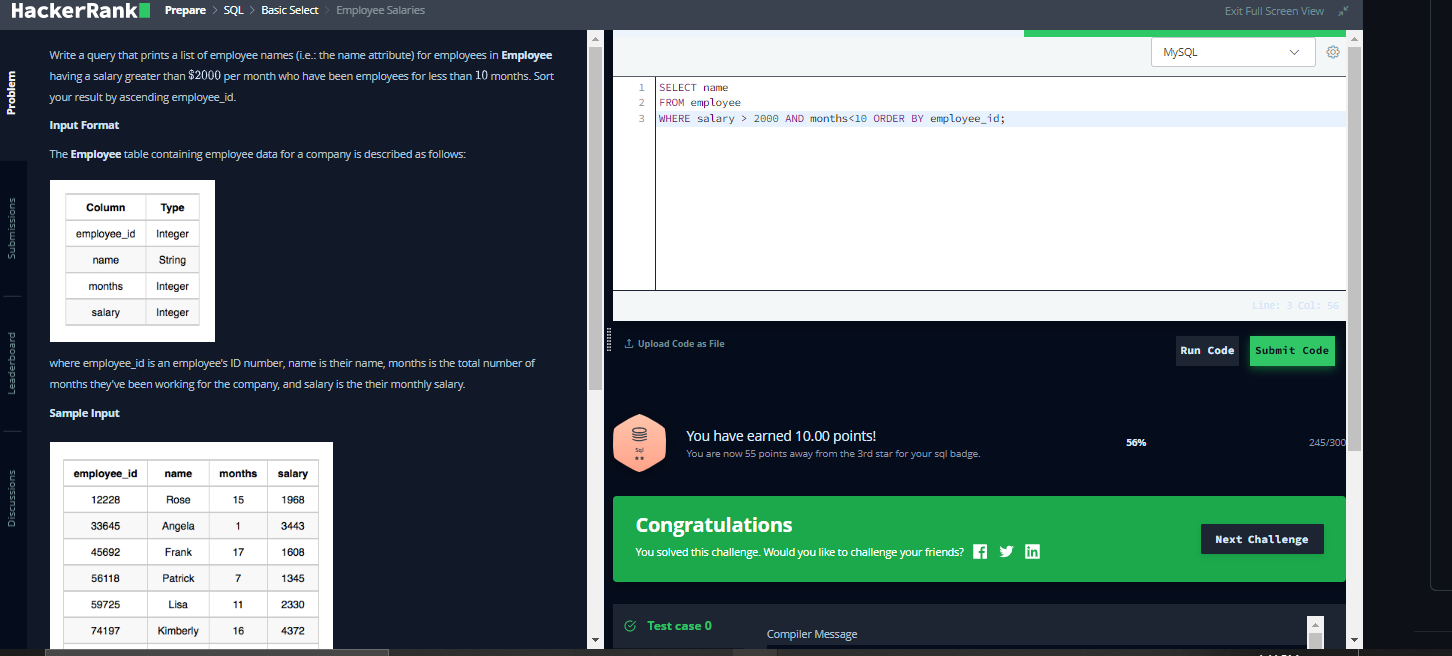 HackerRank Prepare > SQL > Basic Select > Employee Salaries
Exit Full Screen View
Problem
Submissions
Leaderboard
Discussions
Write a query that prints a list of employee names (i.e.: the name attribute) for employees in Employee
having a salary greater than $2000 per month who have been employees for less than 10 months. Sort
your result by ascending employee_id.
Input Format
The Employee table containing employee data for a company is described as follows:
Column Type
employee_id Integer
name String
months Integer
salary Integer
where employee_id is an employee's ID number, name is their name, months is the total number of
months they've been working for the company, and salary is the their monthly salary.
Sample Input
employee_id name months salary
12228 Rose 15 1968
33645 Angela 1 3443
45692 Frank 17 1608
56118 Patrick 7 1345
59725 Lisa 11 2330
74197 Kimberly 16 4372
MySQL
1 SELECT name
2 FROM employee
3 WHERE salary > 2000 AND months<10 ORDER BY employee_id;
Line: 3 Col: 56
Upload Code as File
Run Code
Submit Code
Sql
You have earned 10.00 points!
You are now 55 points away from the 3rd star for your sql badge.
56%
245/300
Congratulations
You solved this challenge. Would you like to challenge your friends?
Next Challenge
Test case 0
Compiler Message